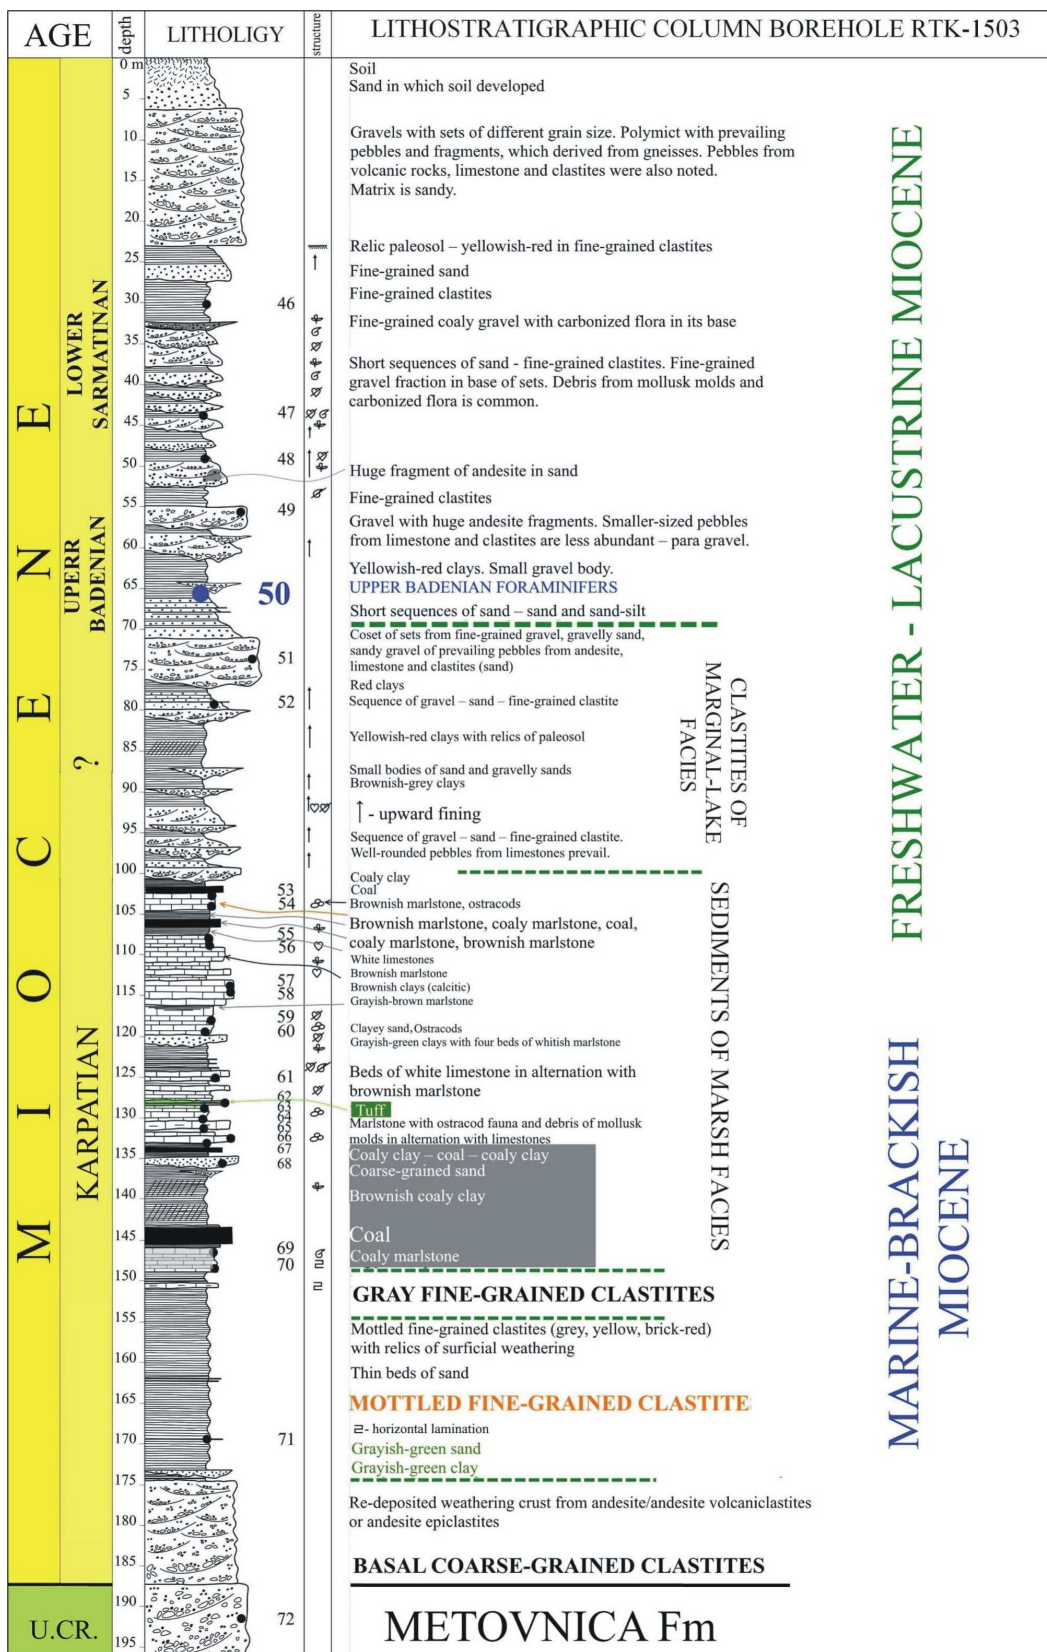 AGE
depth
LITHOLIGY
structure
LITHOSTRATIGRAPHIC COLUMN BOREHOLE RTK-1503
MIOCENE
LOWER
SARMATINAN
UPERR
BADENIAN
?
KARPATIAN
U.CR.
0 m
5
10
15
20
25
30
35
40
45
50
55
60
65
70
75
80
85
90
95
100
105
110
115
120
125
130
135
140
145
150
155
160
165
170
175
180
185
190
195
46
47
48
49
50
51
52
53
54
55
56
57
58
59
60
61
62
63
64
65
66
67
68
69
70
71
72
Soil
Sand in which soil developed
Gravels with sets of different grain size. Polymict with prevailing
pebbles and fragments, which derived from gneisses. Pebbles from
volcanic rocks, limestone and clastites were also noted.
Matrix is sandy.
Relic paleosol – yellowish-red in fine-grained clastites
Fine-grained sand
Fine-grained clastites
Fine-grained coaly gravel with carbonized flora in its base
Short sequences of sand - fine-grained clastites. Fine-grained
gravel fraction in base of sets. Debris from mollusk molds and
carbonized flora is common.
Huge fragment of andesite in sand
Fine-grained clastites
Gravel with huge andesite fragments. Smaller-sized pebbles
from limestone and clastites are less abundant – para gravel.
Yellowish-red clays. Small gravel body.
UPPER BADENIAN FORAMINIFERS
Short sequences of sand – sand and sand-silt
Coset of sets from fine-grained gravel, gravelly sand,
sandy gravel of prevailing pebbles from andesite,
limestone and clastites (sand)
Red clays
Sequence of gravel – sand – fine-grained clastite
Yellowish-red clays with relics of paleosol
Small bodies of sand and gravelly sands
Brownish-grey clays
↑ - upward fining
Sequence of gravel – sand – fine-grained clastite.
Well-rounded pebbles from limestones prevail.
Coaly clay
Coal
Brownish marlstone, ostracods
Brownish marlstone, coaly marlstone, coal,
coaly marlstone, brownish marlstone
White limestones
Brownish marlstone
Brownish clays (calcitic)
Grayish-brown marlstone
Clayey sand, Ostracods
Grayish-green clays with four beds of whitish marlstone
Beds of white limestone in alternation with
brownish marlstone
Tuff
Marlstone with ostracod fauna and debris of mollusk
molds in alternation with limestones
Coaly clay – coal – coaly clay
Coarse-grained sand
Brownish coaly clay
Coal
Coaly marlstone
GRAY FINE-GRAINED CLASTITES
Mottled fine-grained clastites (grey, yellow, brick-red)
with relics of surficial weathering
Thin beds of sand
MOTTLED FINE-GRAINED CLASTITE
- horizontal lamination
Grayish-green sand
Grayish-green clay
Re-deposited weathering crust from andesite/andesite volcaniclastites
or andesite epiclastites
BASAL COARSE-GRAINED CLASTITES
METOVNICA Fm
CLASTITES OF
MARGINAL-LAKE
FACIES
SEDIMENTS OF MARSH FACIES
FRESHWATER - LACUSTRINE MIOCENE
MARINE-BRACKISH
MIOCENE